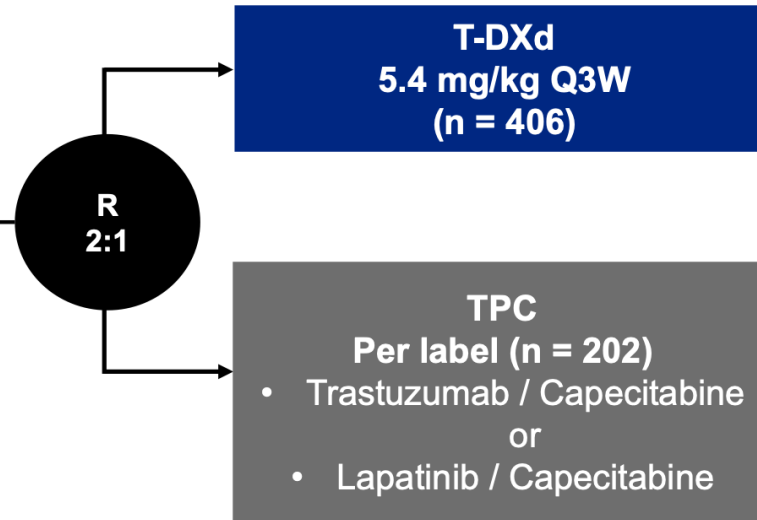 T-DXd
5.4 mg/kg Q3W
(n = 406)
R
2:1
TPC
Per label (n = 202)
• Trastuzumab / Capecitabine
or
• Lapatinib / Capecitabine